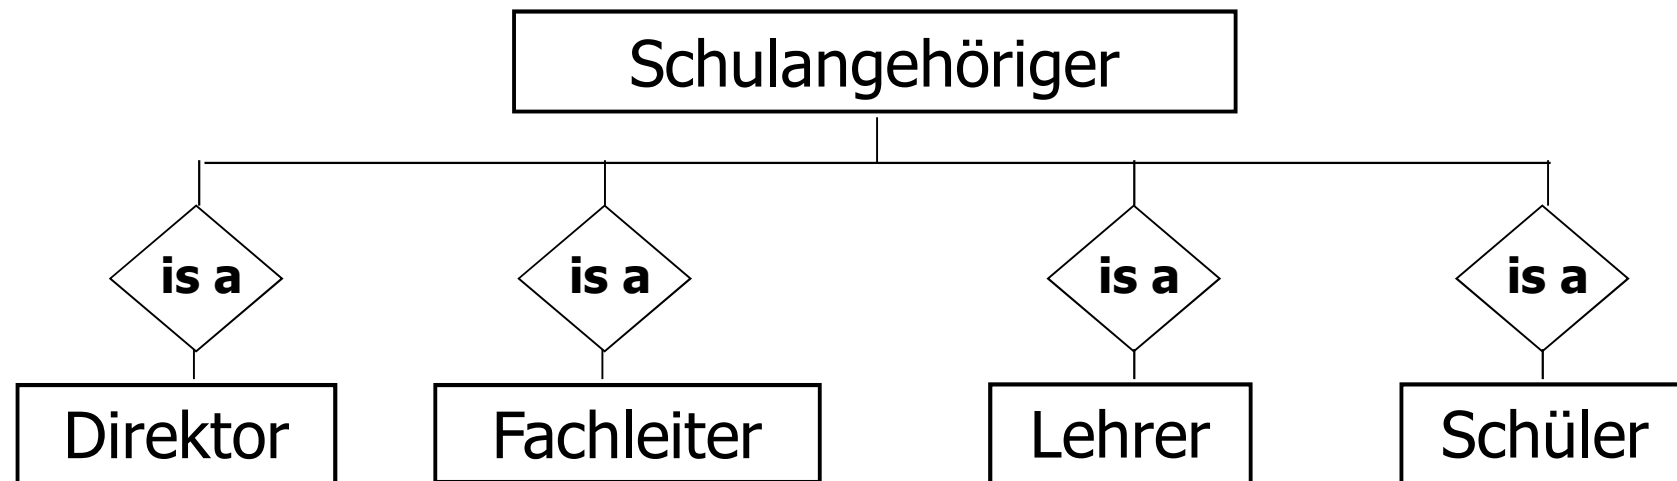 Schulangehöriger
is a is a is a is a
Direktor Fachleiter Lehrer Schüler